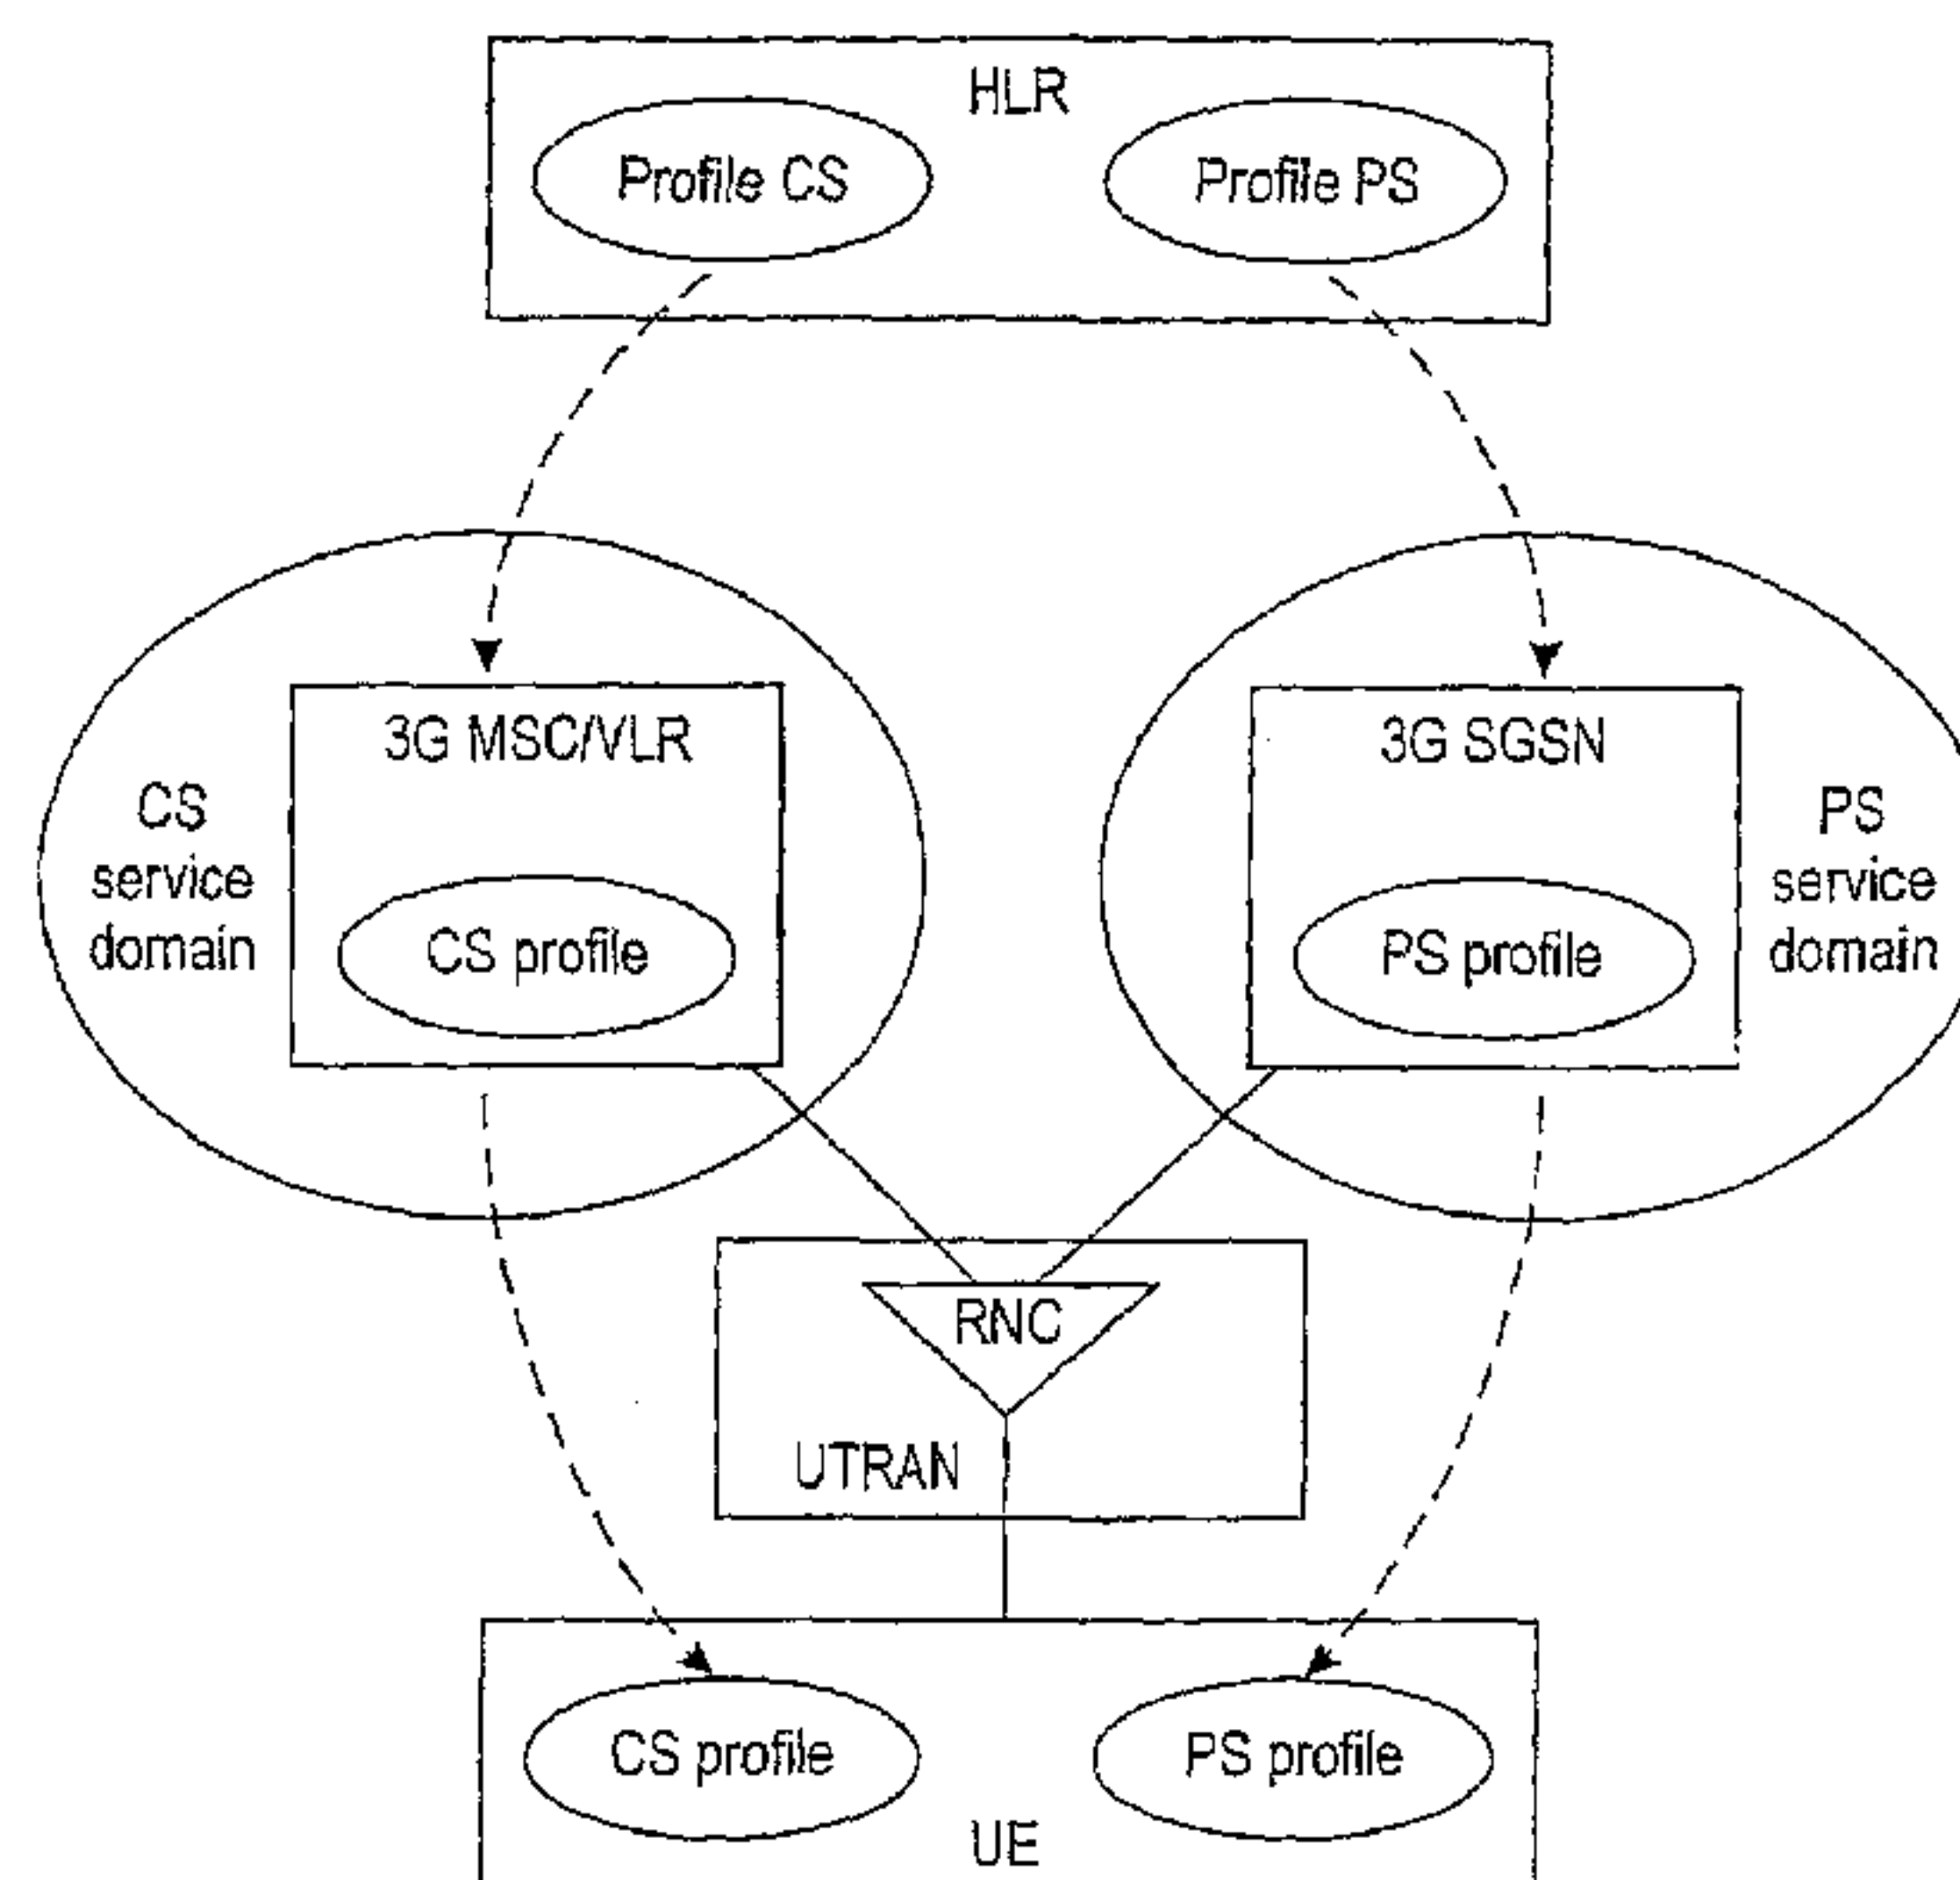 HLR
Profile CS
Profile PS
3G MSC/VLR
CS
service
domain
CS profile
3G SGSN
PS
service
domain
PS profile
RNC
UTRAN
CS profile
PS profile
UE